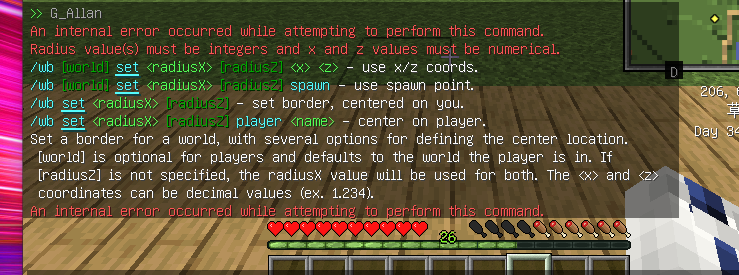 >> G_Allan
An internal error occurred while attempting to perform this command.
Radius value(s) must be integers and x and z values must be numerical.
/wb [world] set <radiusX> [radiusZ] <x> <z> - use x/z coords.
/wb [world] set <radiusX> [radiusZ] spawn - use spawn point.
/wb set <radiusX> [radiusZ] - set border, centered on you.
/wb set <radiusX> [radiusZ] player <name> - center on player.
Set a border for a world, with several options for defining the center location.
[world] is optional for players and defaults to the world the player is in. If
[radiusZ] is not specified, the radiusX value will be used for both. The <x> and <z>
coordinates can be decimal values (ex. 1.234).
An internal error occurred while attempting to perform this command.
D
206,
草
Day 34
26